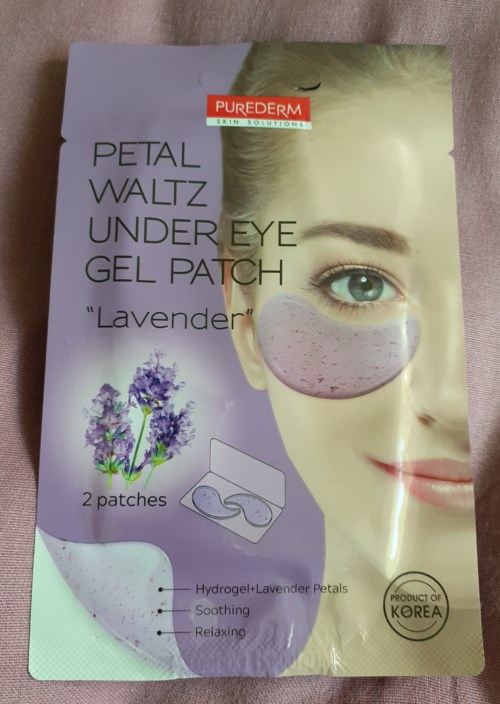 PUREDERM
SKIN SOLUTIONS
PETAL
WALTZ
UNDER EYE
GEL PATCH
"Lavender"
2 patches
Hydrogel+Lavender Petals
Soothing
Relaxing
PRODUCT OF
KOREA